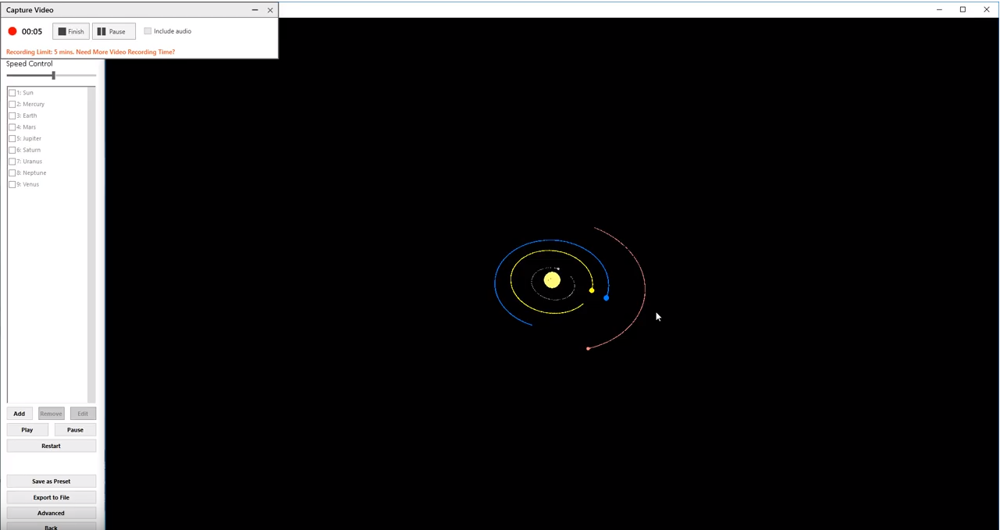 Capture Video
00:05
Finish
Pause
Include audio
Recording Limit: 5 mins. Need More Video Recording Time?
Speed Control
1: Sun
2: Mercury
3: Earth
4: Mars
5: Jupiter
6: Saturn
7: Uranus
8: Neptune
9: Venus
Add
Remove
Edit
Play
Pause
Restart
Save as Preset
Export to File
Advanced
Back